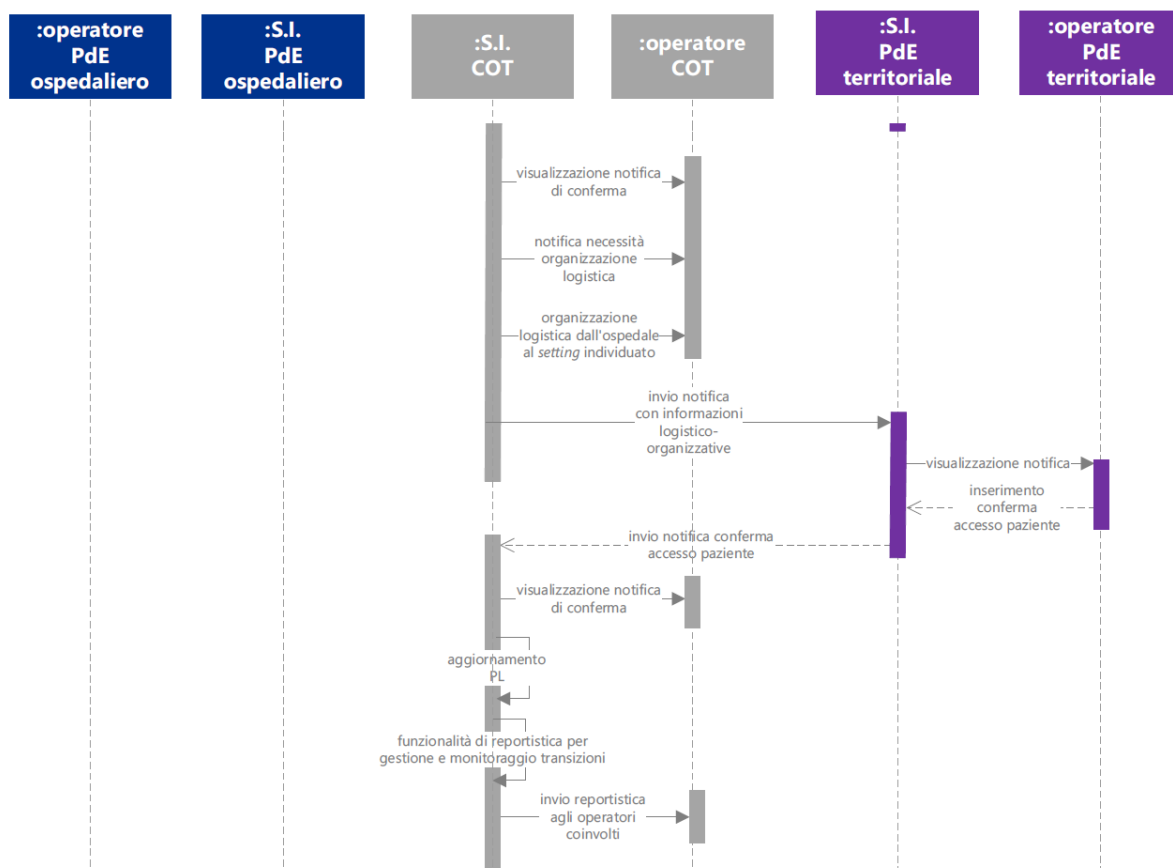 :operatore
PdE
ospedaliero
:S.I.
PdE
ospedaliero
:S.I.
COT
:operatore
COT
:S.I.
PdE
territoriale
:operatore
PdE
territoriale
visualizzazione notifica
di conferma
notifica necessità
organizzazione
logistica
organizzazione
logistica dall'ospedale
al setting individuato
invio notifica
con informazioni
logistico-
organizzative
visualizzazione notifica
inserimento
conferma
accesso paziente
invio notifica conferma
accesso paziente
visualizzazione notifica
di conferma
aggiornamento
PL
funzionalità di reportistica per
gestione e monitoraggio transizioni
invio reportistica
agli operatori
coinvolti